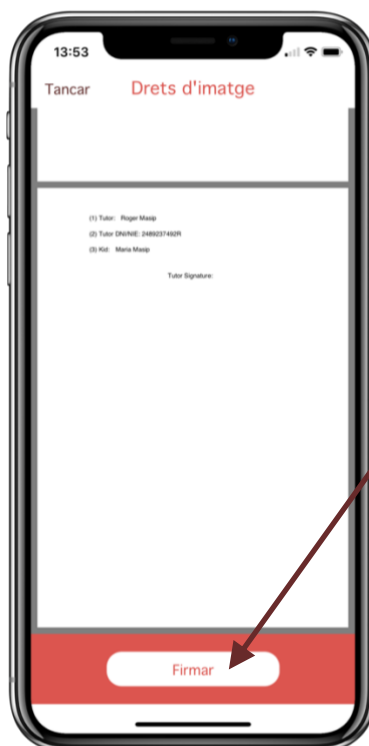 13:53
Tancar Drets d'imatge
(1) Tutor: Roger Masip
(2) Tutor DNI/NIE: 2489237492R
(3) Kid: Maria Masip
Tutor Signature:
Firmar